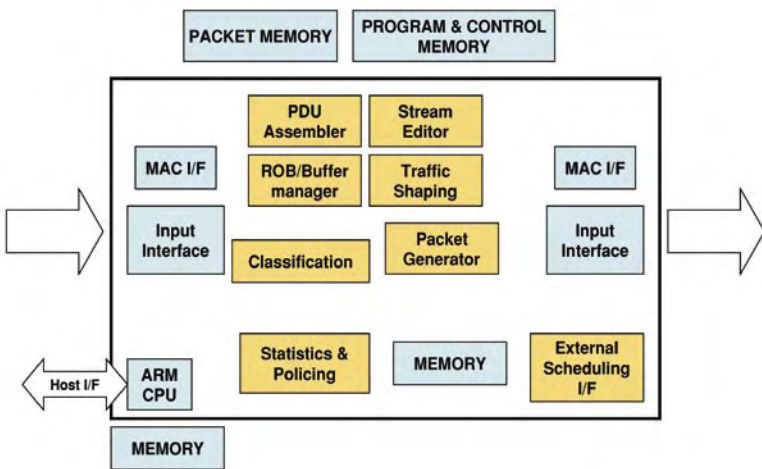 PACKET MEMORY
PROGRAM & CONTROL
MEMORY
PDU
Assembler
Stream
Editor
MAC I/F
ROB/Buffer
manager
Traffic
Shaping
MAC I/F
Input
Interface
Classification
Packet
Generator
Input
Interface
Host I/F
ARM
CPU
Statistics &
Policing
MEMORY
External
Scheduling
I/F
MEMORY